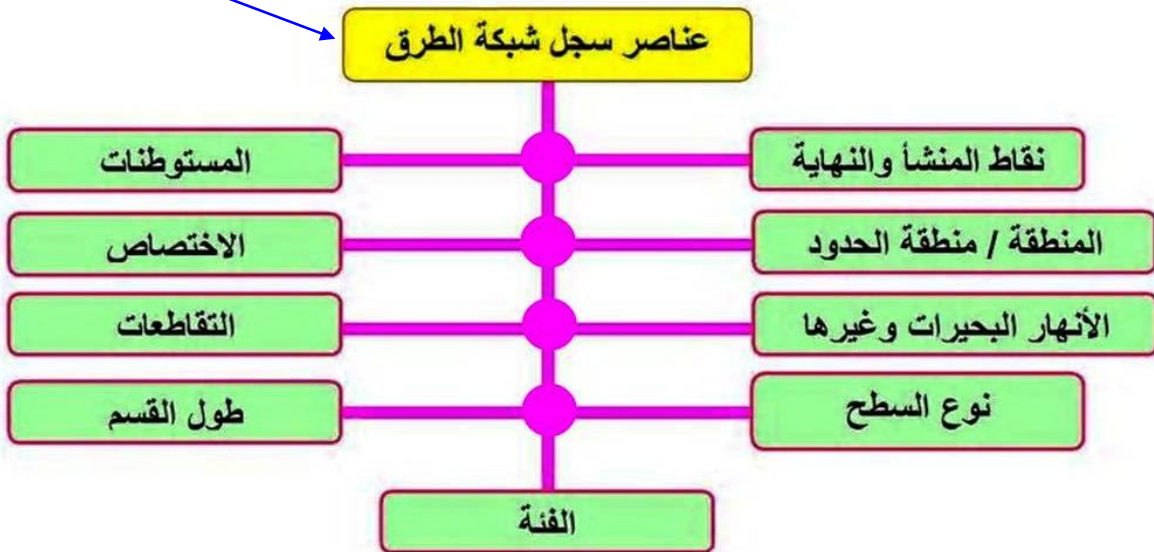 عناصر سجل شبكة الطرق
نقاط المنشأ والنهاية
المستوطنات
المنطقة / منطقة الحدود
الاختصاص
الأنهار البحيرات وغيرها
التقاطعات
نوع السطح
طول القسم
الفئة